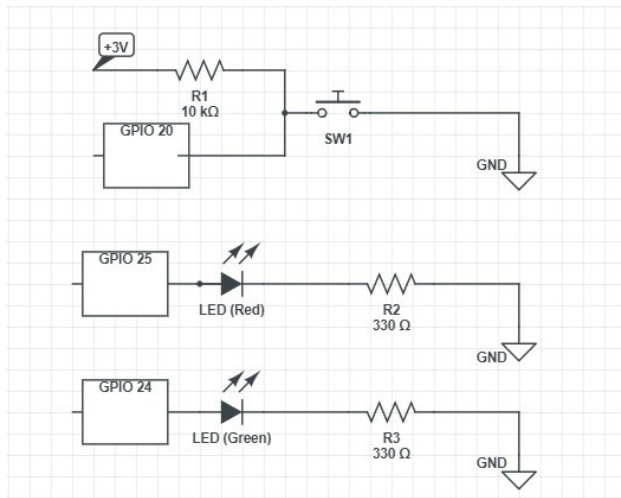 +3V
R1
10 kΩ
GPIO 20
SW1
GND
GPIO 25
LED (Red)
R2
330 Ω
GND
GPIO 24
LED (Green)
R3
330 Ω
GND